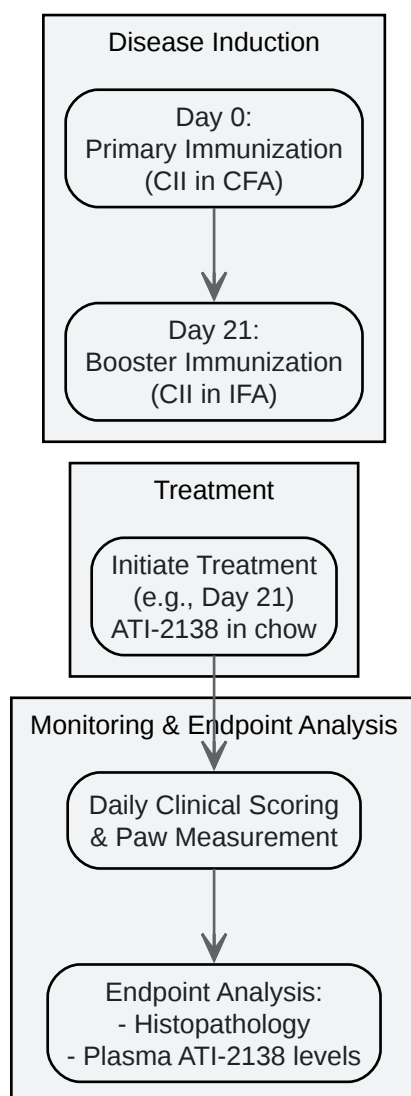 Disease Induction
Day 0:
Primary Immunization
(CII in CFA)
Day 21:
Booster Immunization
(CII in IFA)
Treatment
Initiate Treatment
(e.g., Day 21)
ATI-2138 in chow
Monitoring & Endpoint Analysis
Daily Clinical Scoring
& Paw Measurement
Endpoint Analysis:
- Histopathology
- Plasma ATI-2138 levels